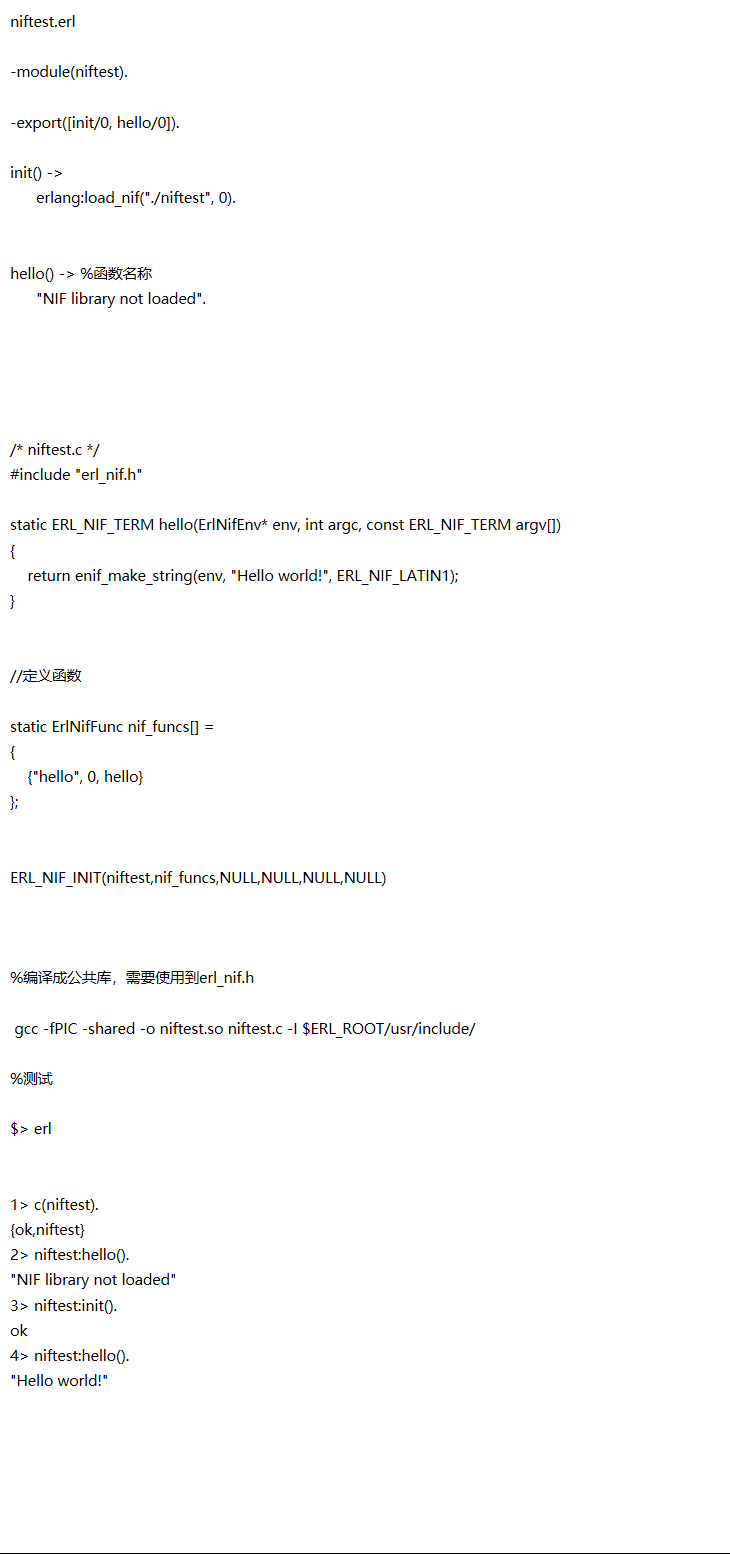 niftest.erl
-module(niftest).
-export([init/0, hello/0]).
init() ->
erlang:load_nif("./niftest", 0).
hello() -> %函数名称
"NIF library not loaded".
/* niftest.c */
#include "erl_nif.h"
static ERL_NIF_TERM hello(ErlNifEnv* env, int argc, const ERL_NIF_TERM argv[])
{
return enif_make_string(env, "Hello world!", ERL_NIF_LATIN1);
}
//定义函数
static ErlNifFunc nif_funcs[] =
{
{"hello", 0, hello}
};
ERL_NIF_INIT(niftest,nif_funcs,NULL,NULL,NULL,NULL)
%编译成公共库，需要使用到erl_nif.h
gcc -fPIC -shared -o niftest.so niftest.c -I $ERL_ROOT/usr/include/
%测试
$> erl
1> c(niftest).
{ok,niftest}
2> niftest:hello().
"NIF library not loaded"
3> niftest:init().
ok
4> niftest:hello().
"Hello world!"